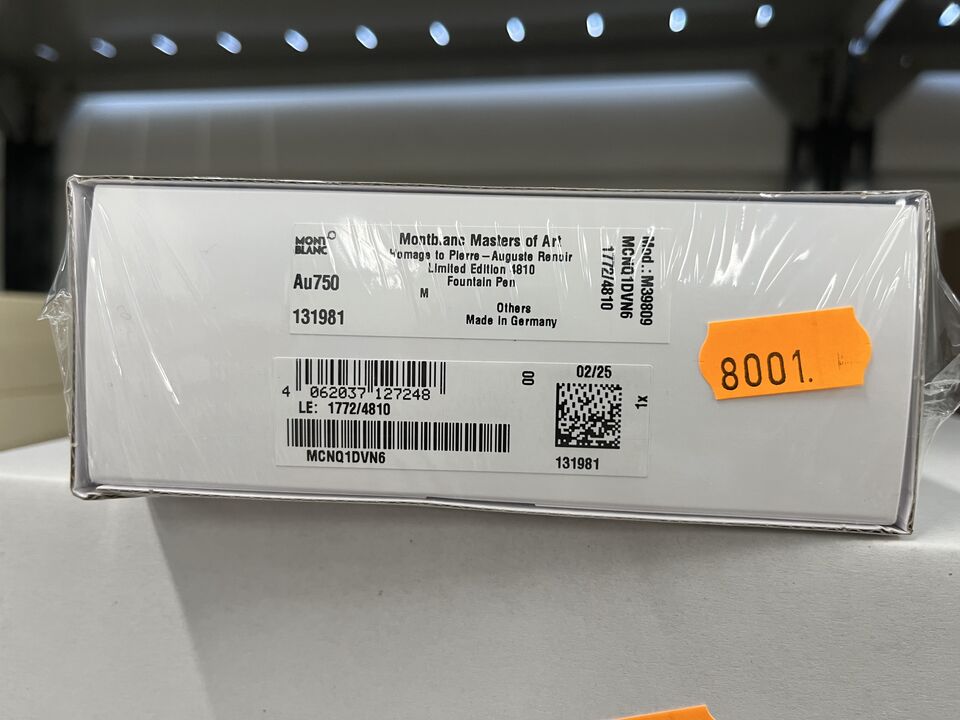 MONT
BLANC
Montblanc Masters of Art
Homage to Pierre-Auguste Renoir
Limited Edition 4810
Fountain Pen
Au750
M
131981
Others
Made in Germany
1772/4810
MCNQ1DVN6
Mod.: M39809
4 062037 127248
LE: 1772/4810
MCNQ1DVN6
00
02/25
x1
131981
8001.